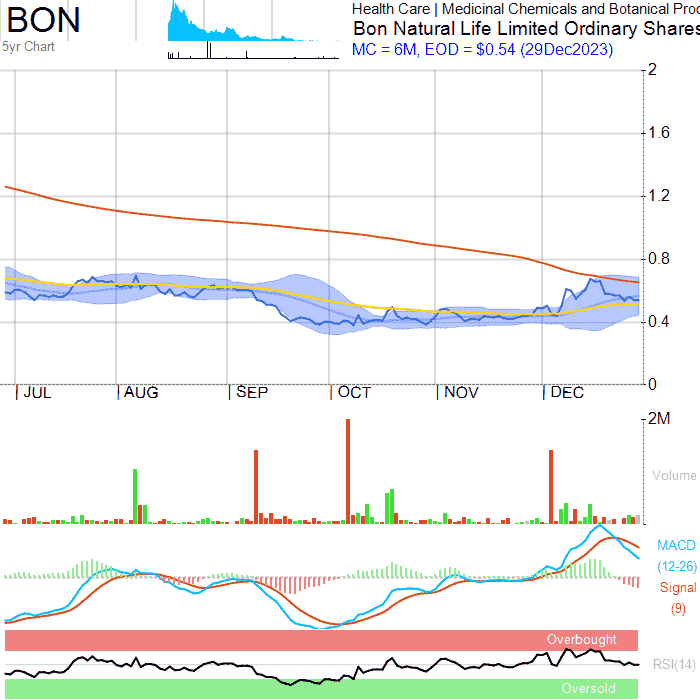 BON
5yr Chart
Health Care | Medicinal Chemicals and Botanical Prod
Bon Natural Life Limited Ordinary Shares
MC = 6M, EOD = $0.54 (29Dec2023)
2
1.6
1.2
0.8
0.4
0
JUL AUG SEP OCT NOV DEC
2M
Volume
MACD
(12-26)
Signal
(9)
Overbought
RSI(14)
Oversold